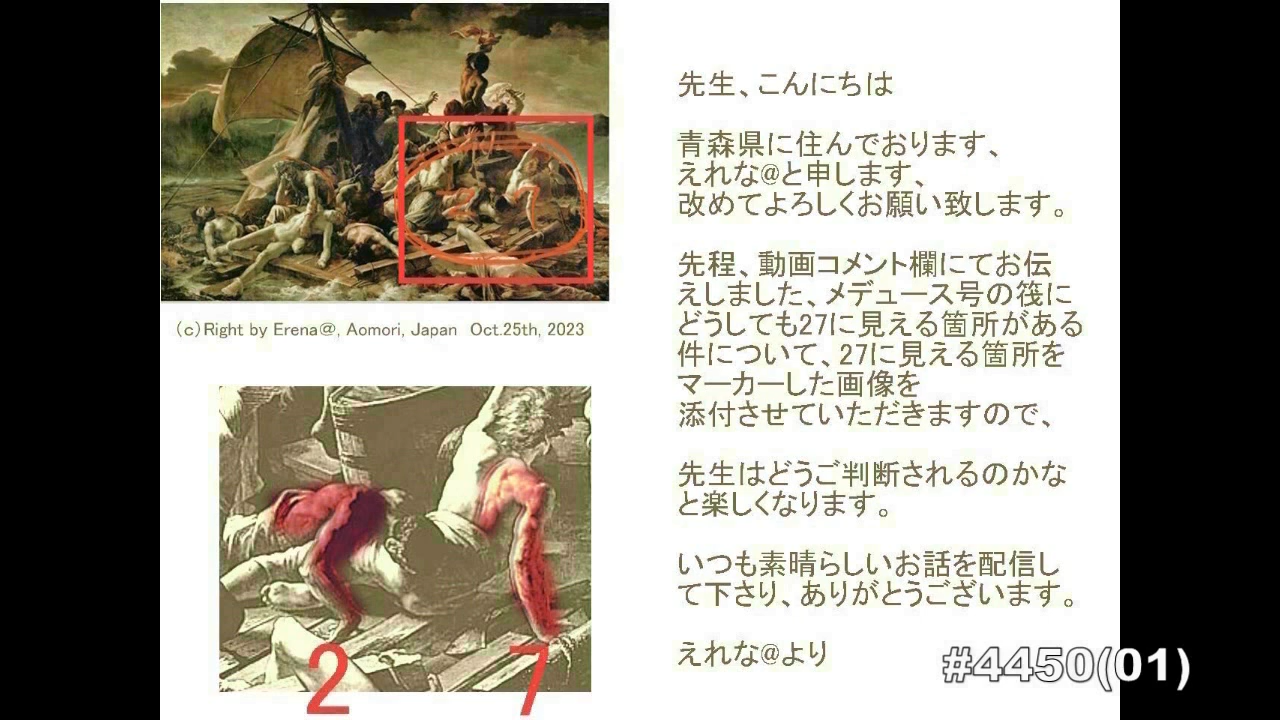 27
(c)Right by Erena@, Aomori, Japan Oct.25th, 2023
2 7
先生、こんにちは
青森県に住んでおります、
えれな@と申します、
改めてよろしくお願い致します。
先程、動画コメント欄にてお伝
えしました、メデュース号の筏に
どうしても27に見える箇所がある
件について、27に見える箇所を
マーカーした画像を
添付させていただきますので、
先生はどうご判断されるのかな
と楽しくなります。
いつも素晴らしいお話を配信し
て下さり、ありがとうございます。
えれな@より
#4450(01)